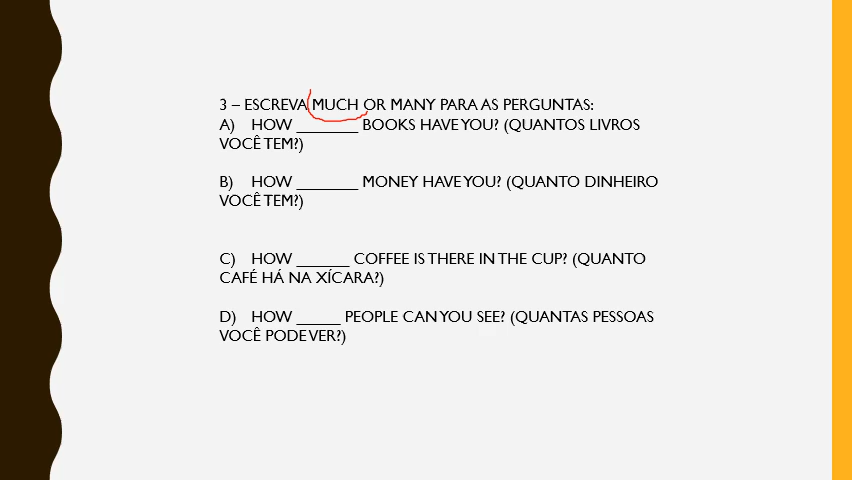 3 – ESCREVA MUCH OR MANY PARA AS PERGUNTAS:
A) HOW _______ BOOKS HAVE YOU? (QUANTOS LIVROS
VOCÊ TEM?)
B) HOW _______ MONEY HAVE YOU? (QUANTO DINHEIRO
VOCÊ TEM?)
C) HOW ______ COFFEE IS THERE IN THE CUP? (QUANTO
CAFÉ HÁ NA XÍCARA?)
D) HOW _____ PEOPLE CAN YOU SEE? (QUANTAS PESSOAS
VOCÊ PODE VER?)